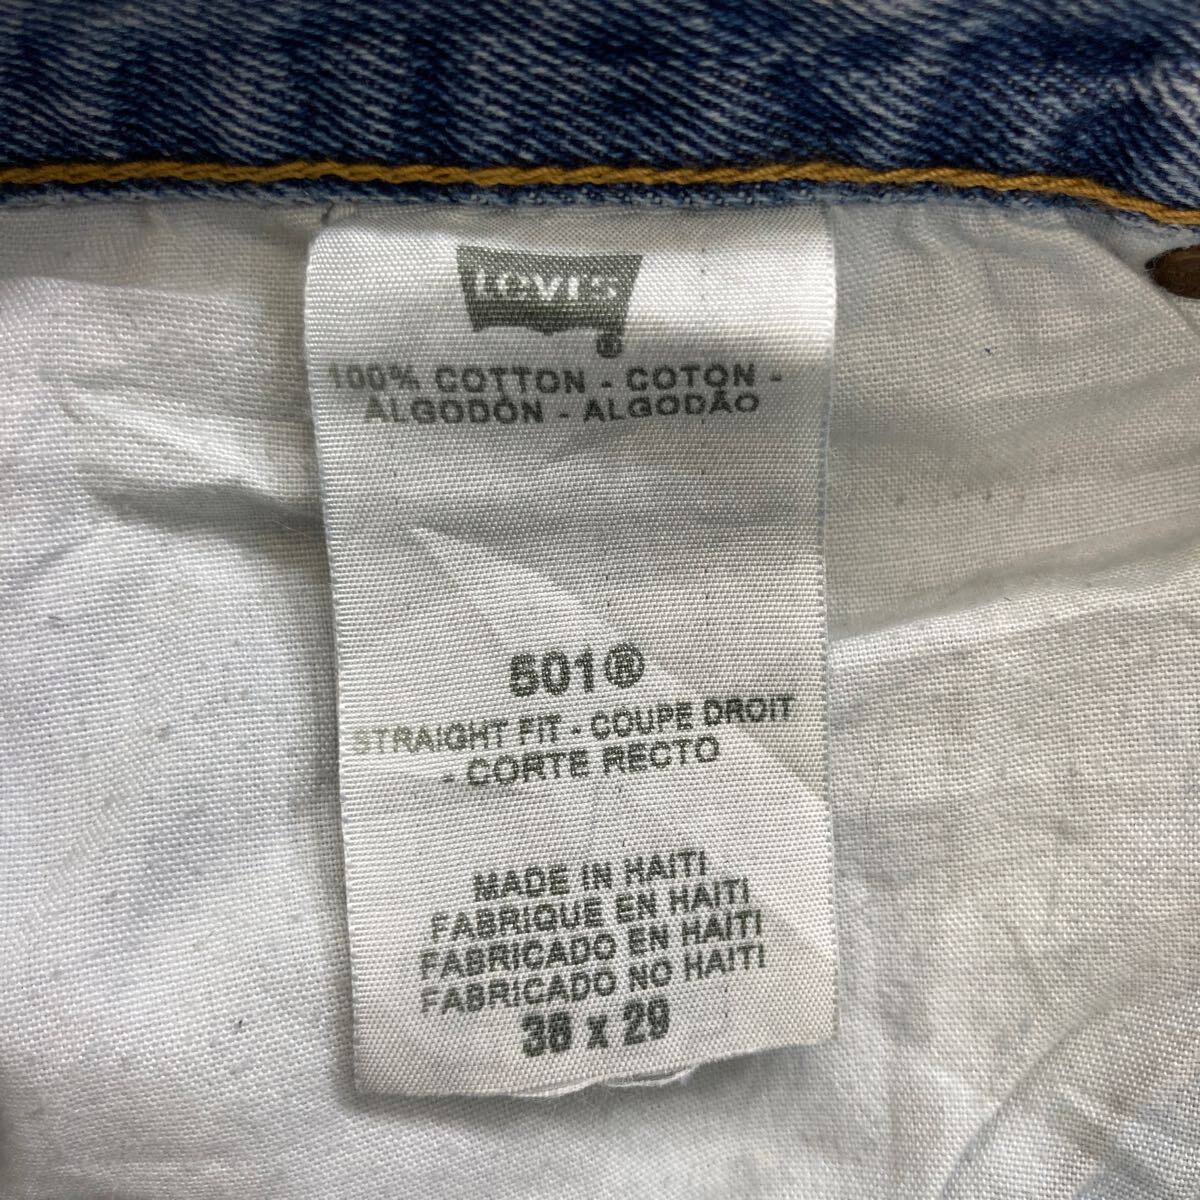 LEVI'S
®
100% COTTON - COTON -
ALGODÓN - ALGODÃO
501®
STRAIGHT FIT - COUPE DROIT
- CORTE RECTO
MADE IN HAITI
FABRIQUE EN HAITI
FABRICADO EN HAITI
FABRICADO NO HAITI
38 x 29